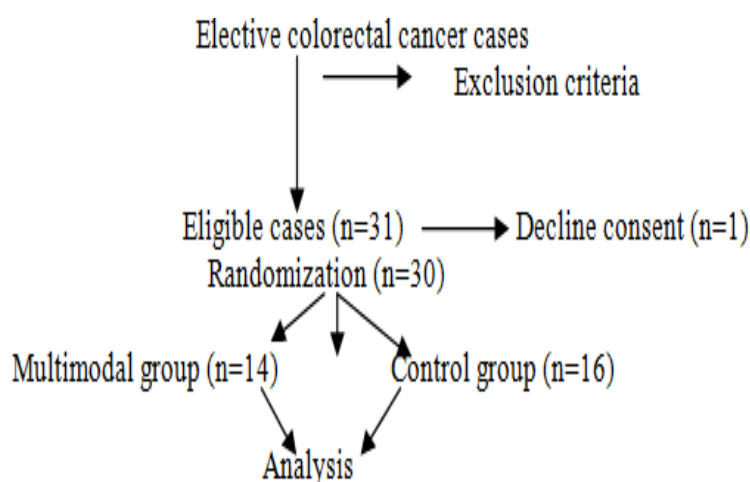 Elective colorectal cancer cases
Exclusion criteria
Eligible cases (n=31)
Decline consent (n=1)
Randomization (n=30)
Multimodal group (n=14)
Control group (n=16)
Analysis